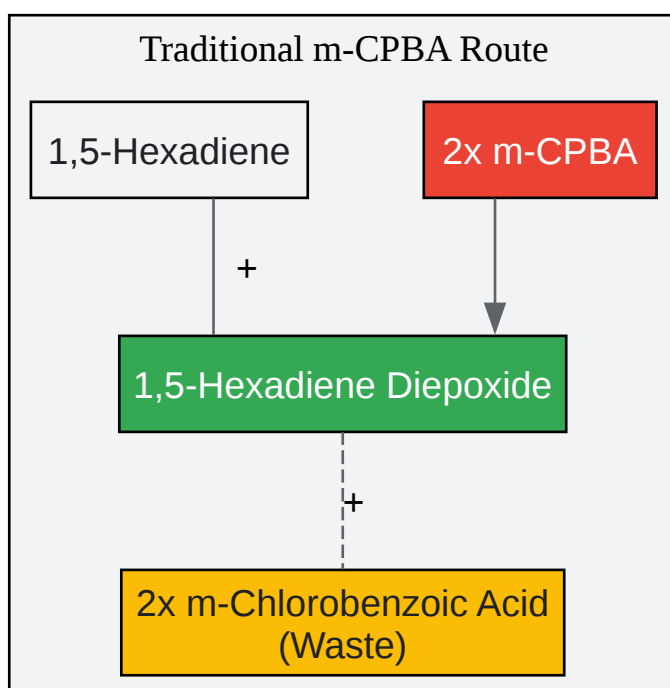 Traditional m-CPBA Route
1,5-Hexadiene
2x m-CPBA
+
1,5-Hexadiene Diepoxide
+
2x m-Chlorobenzoic Acid
(Waste)